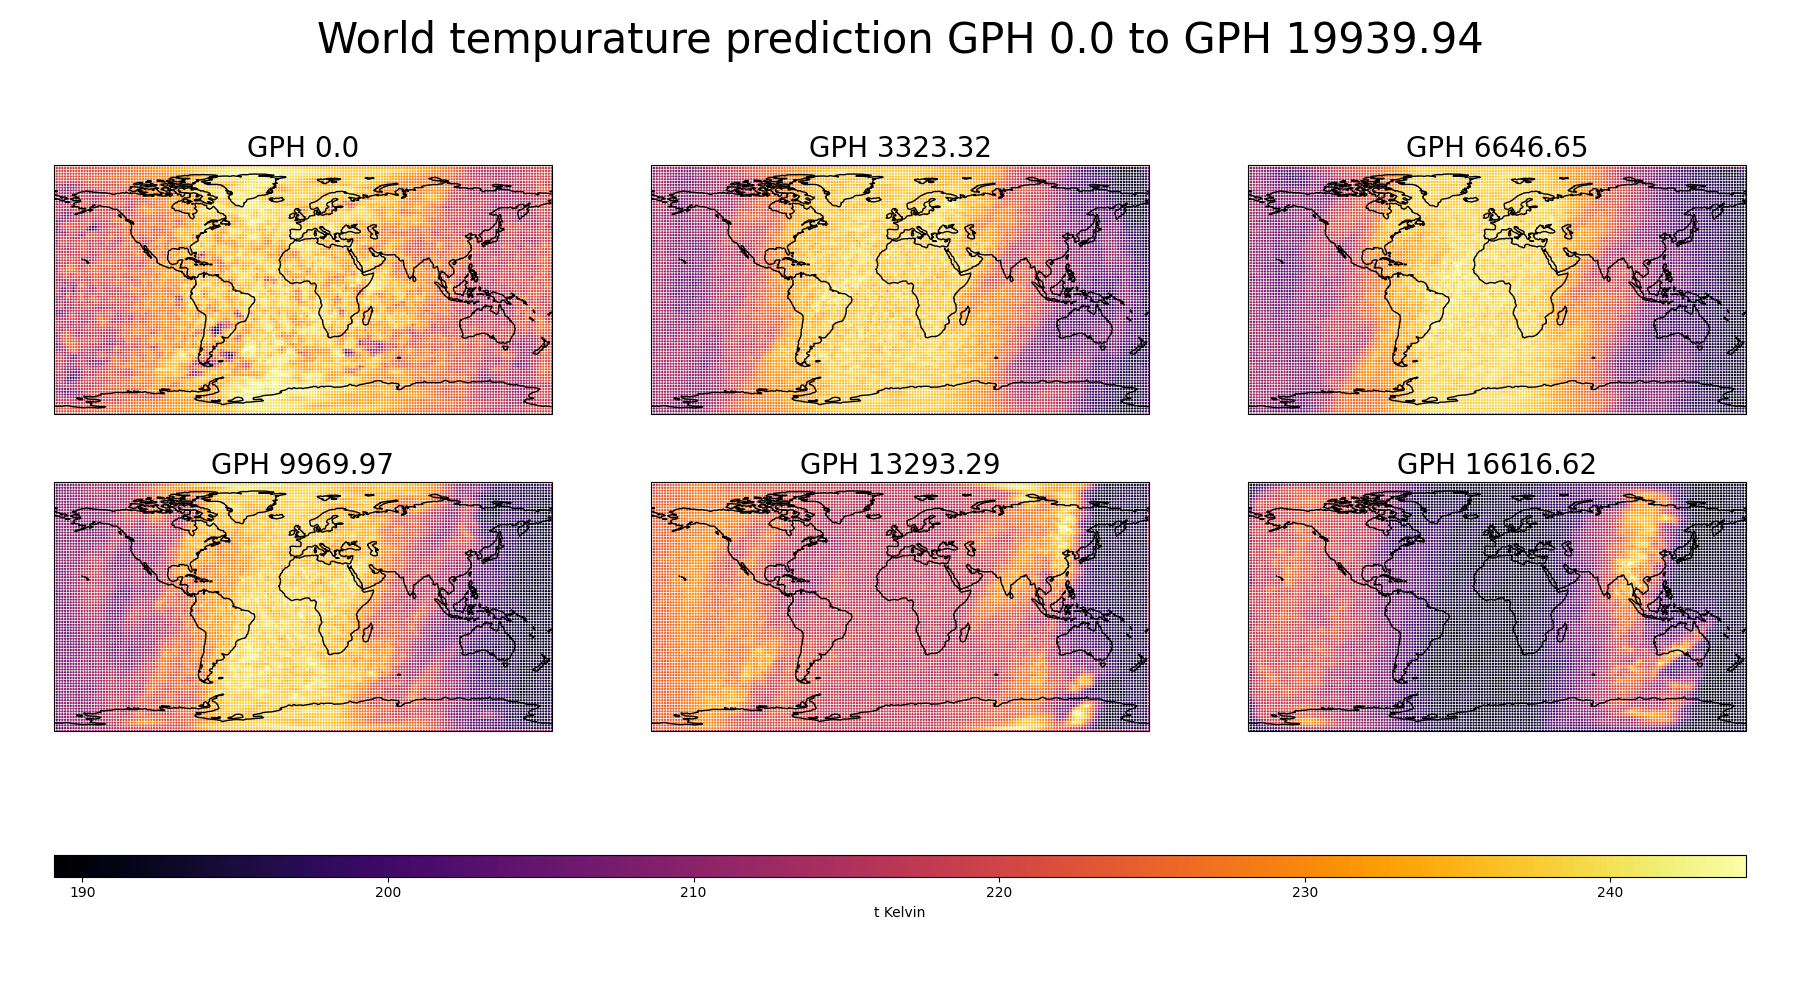 World tempurature prediction GPH 0.0 to GPH 19939.94
GPH 0.0
GPH 3323.32
GPH 6646.65
GPH 9969.97
GPH 13293.29
GPH 16616.62
190 200 210 220 230 240
t Kelvin